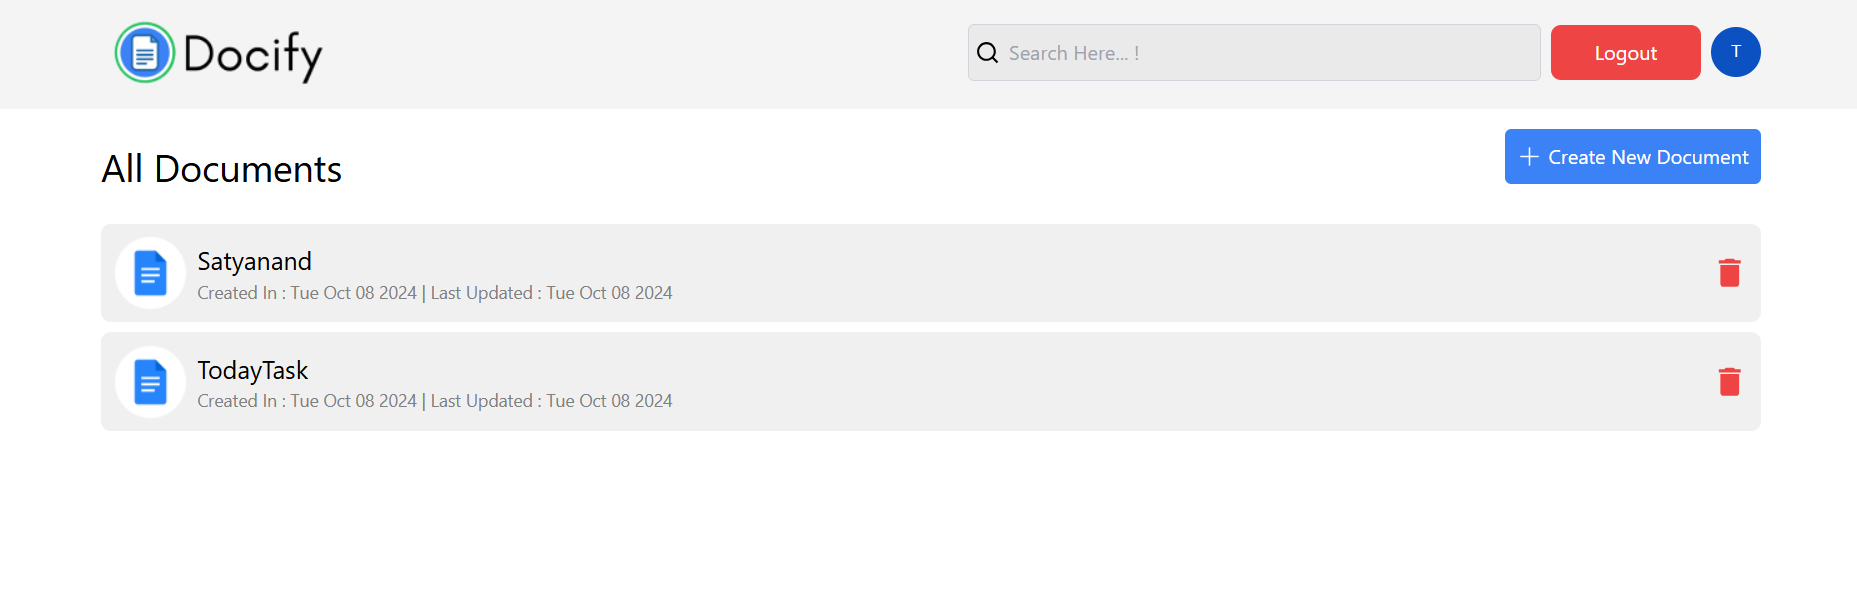 Docify
Search Here... !
Logout
T
All Documents
Create New Document
Satyanand
Created In : Tue Oct 08 2024 | Last Updated : Tue Oct 08 2024
TodayTask
Created In : Tue Oct 08 2024 | Last Updated : Tue Oct 08 2024